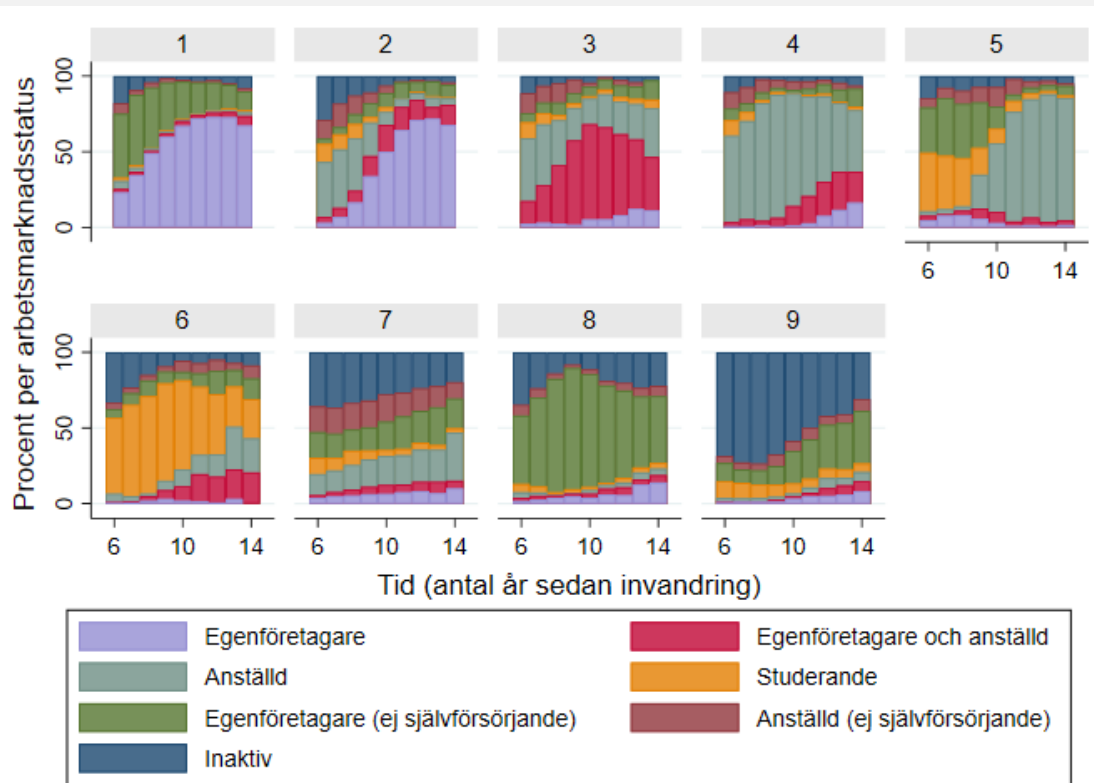 1 2 3 4 5
Procent per arbetsmarknadsstatus
100
50
0
6 10 14
6 7 8 9
100
50
0
6 10 14 6 10 14 6 10 14 6 10 14
Tid (antal år sedan invandring)
Egenföretagare Egenföretagare och anställd
Anställd Studerande
Egenföretagare (ej självförsörjande) Anställd (ej självförsörjande)
Inaktiv